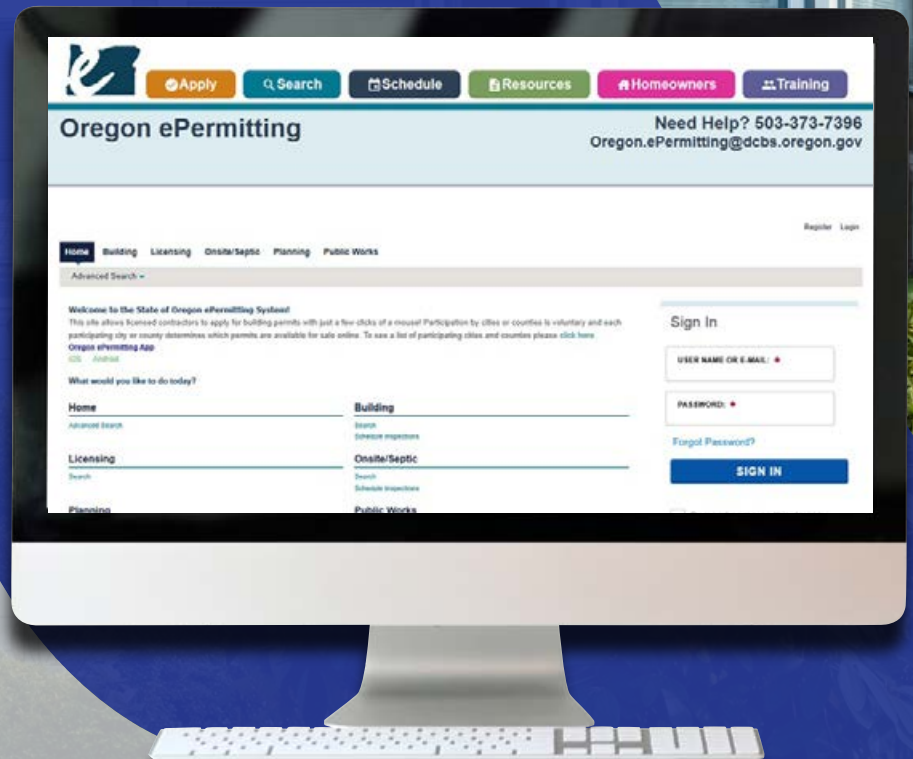 Apply Search Schedule Resources Homeowners Training
Oregon ePermitting
Need Help? 503-373-7396
Oregon.ePermitting@dcbs.oregon.gov
Register Login
Home Building Licensing Onsite/Septic Planning Public Works
Advanced Search
Welcome to the State of Oregon ePermitting System!
This site allows licensed contractors to apply for building permits with just a few clicks of a mouse! Participation by cities or counties is voluntary and each
participating city or county determines which permits are available for sale online. To see a list of participating cities and counties please click here
Oregon ePermitting App
iOS Android
What would you like to do today?
Home
Advanced Search
Building
Search
Schedule Inspections
Licensing
Search
Onsite/Septic
Search
Schedule Inspections
Planning
Public Works
Sign In
USER NAME OR E-MAIL: *
PASSWORD: *
Forgot Password?
SIGN IN